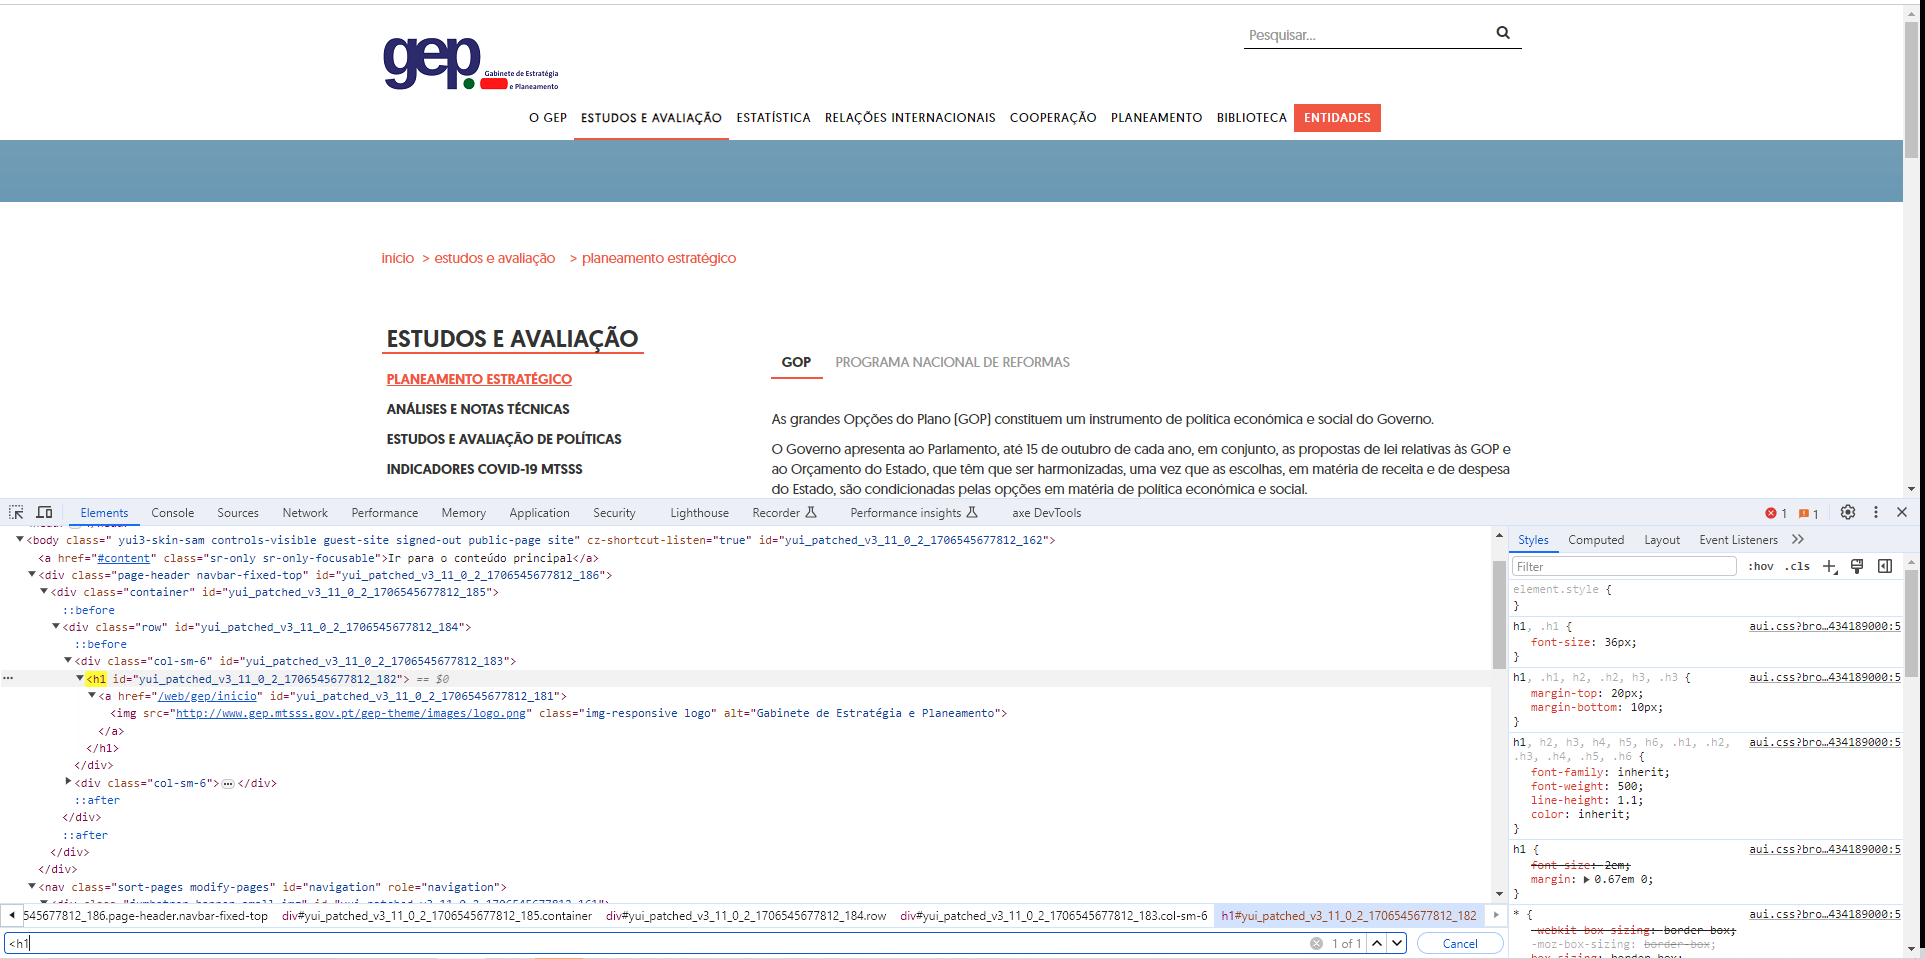 Pesquisar...
gep.
Gabinete de Estratégia
e Planeamento
O GEP ESTUDOS E AVALIAÇÃO ESTATÍSTICA RELAÇÕES INTERNACIONAIS COOPERAÇÃO PLANEAMENTO BIBLIOTECA ENTIDADES
início > estudos e avaliação > planeamento estratégico
ESTUDOS E AVALIAÇÃO
PLANEAMENTO ESTRATÉGICO
ANÁLISES E NOTAS TÉCNICAS
ESTUDOS E AVALIAÇÃO DE POLÍTICAS
INDICADORES COVID-19 MTSSS
GOP PROGRAMA NACIONAL DE REFORMAS
As grandes Opções do Plano (GOP) constituem um instrumento de política económica e social do Governo.
O Governo apresenta ao Parlamento, até 15 de outubro de cada ano, em conjunto, as propostas de lei relativas às GOP e
ao Orçamento do Estado, que têm que ser harmonizadas, uma vez que as escolhas, em matéria de receita e de despesa
do Estado, são condicionadas pelas opções em matéria de política económica e social.
Elements Console Sources Network Performance Memory Application Security Lighthouse Recorder Performance insights axe DevTools 1 1
<body class=" yui3-skin-sam controls-visible guest-site signed-out public-page site" cz-shortcut-listen="true" id="yui_patched_v3_11_0_2_1706545677812_162">
<a href="#content" class="sr-only sr-only-focusable">Ir para o conteúdo principal</a>
<div class="page-header navbar-fixed-top" id="yui_patched_v3_11_0_2_1706545677812_186">
<div class="container" id="yui_patched_v3_11_0_2_1706545677812_185">
::before
<div class="row" id="yui_patched_v3_11_0_2_1706545677812_184">
::before
<div class="col-sm-6" id="yui_patched_v3_11_0_2_1706545677812_183">
<h1 id="yui_patched_v3_11_0_2_1706545677812_182"> == $0
<a href="/web/gep/inicio" id="yui_patched_v3_11_0_2_1706545677812_181">
<img src="http://www.gep.mtsss.gov.pt/gep-theme/images/logo.png" class="img-responsive logo" alt="Gabinete de Estratégia e Planeamento">
</a>
</h1>
</div>
<div class="col-sm-6">…</div>
::after
</div>
::after
</div>
</div>
<nav class="sort-pages modify-pages" id="navigation" role="navigation">
545677812_186.page-header.navbar-fixed-top div#yui_patched_v3_11_0_2_1706545677812_185.container div#yui_patched_v3_11_0_2_1706545677812_184.row div#yui_patched_v3_11_0_2_1706545677812_183.col-sm-6 h1#yui_patched_v3_11_0_2_1706545677812_182
<h1 1 of 1 Cancel
Styles Computed Layout Event Listeners
Filter :hov .cls
element.style {
}
h1, .h1 { aui.css?bro…434189000:5
font-size: 36px;
}
h1, .h1, h2, .h2, h3, .h3 { aui.css?bro…434189000:5
margin-top: 20px;
margin-bottom: 10px;
}
h1, h2, h3, h4, h5, h6, .h1, .h2, aui.css?bro…434189000:5
.h3, .h4, .h5, .h6 {
font-family: inherit;
font-weight: 500;
line-height: 1.1;
color: inherit;
}
h1 { aui.css?bro…434189000:5
font-size: 2em;
margin: 0.67em 0;
}
* { aui.css?bro…434189000:5
-webkit-box-sizing: border-box;
-moz-box-sizing: border-box;
box-sizing: border-box;